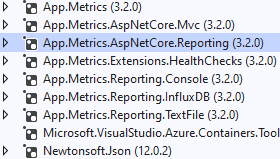 App.Metrics (3.2.0)
App.Metrics.AspNetCore.Mvc (3.2.0)
App.Metrics.AspNetCore.Reporting (3.2.0)
App.Metrics.Extensions.HealthChecks (3.2.0)
App.Metrics.Reporting.Console (3.2.0)
App.Metrics.Reporting.InfluxDB (3.2.0)
App.Metrics.Reporting.TextFile (3.2.0)
Microsoft.VisualStudio.Azure.Containers.Tool
Newtonsoft.Json (12.0.2)